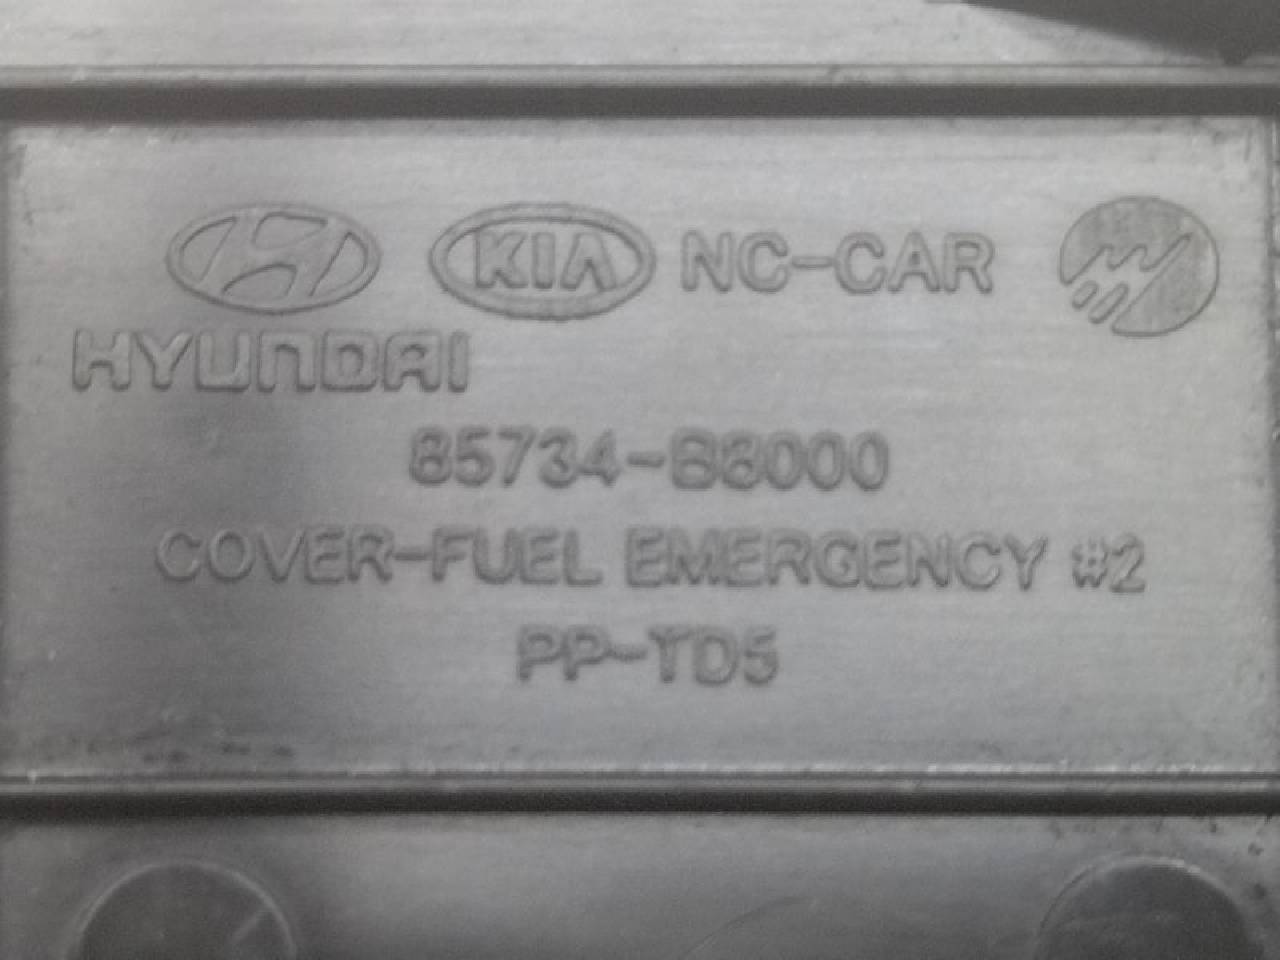 KIA NC-CAR
HYUNDAI
85734-B8000
COVER-FUEL EMERGENCY #2
PP-TD5